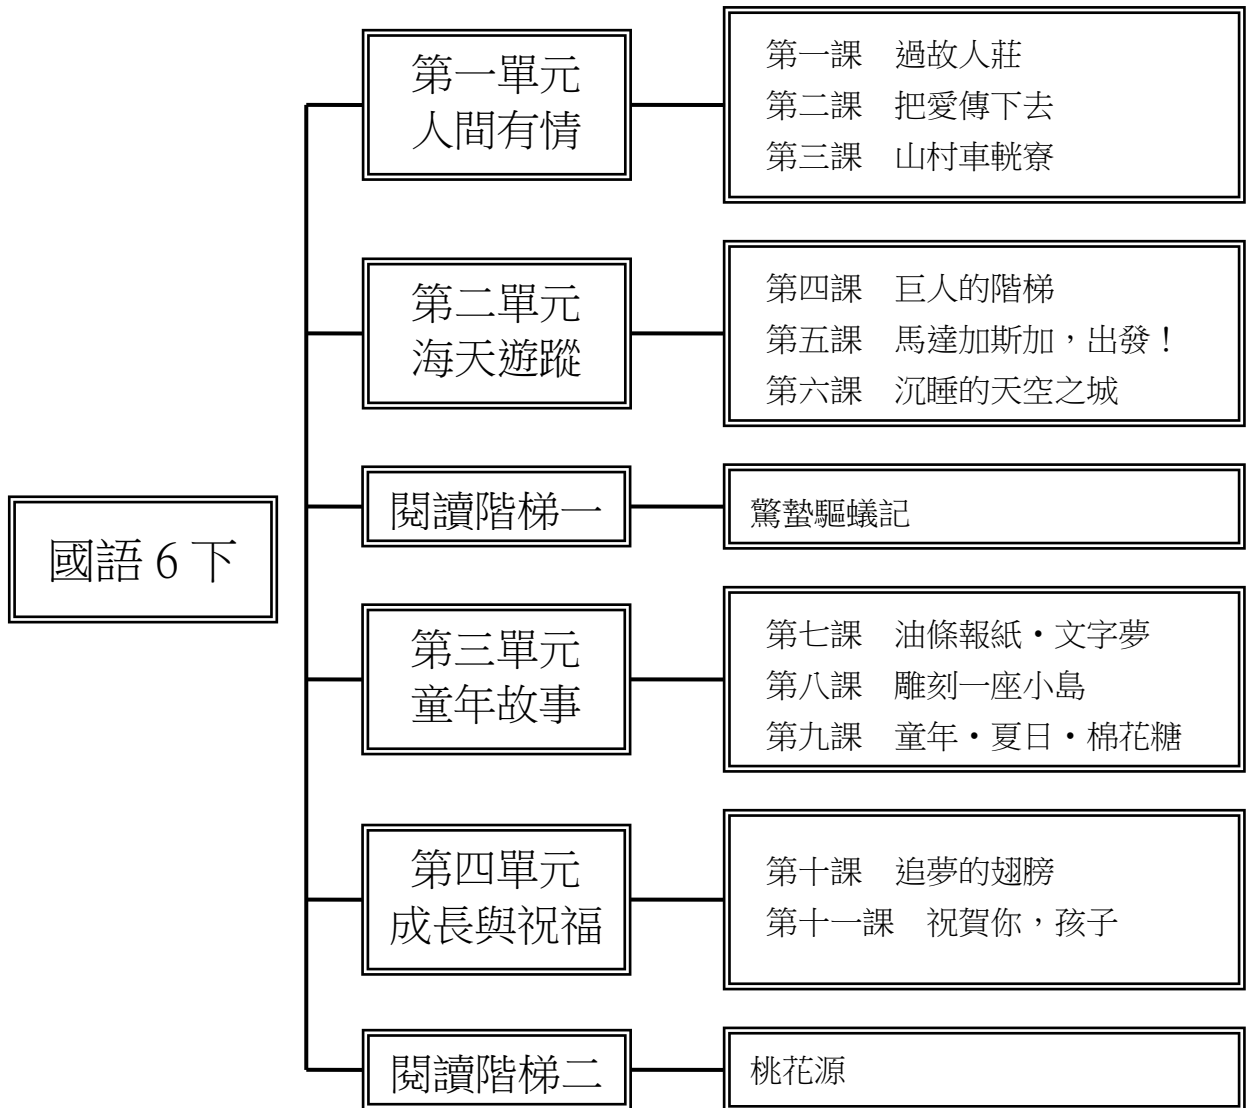 國語 6 下
第一單元
人間有情
第一課　過故人莊
第二課　把愛傳下去
第三課　山村車輄寮
第二單元
海天遊蹤
第四課　巨人的階梯
第五課　馬達加斯加，出發！
第六課　沉睡的天空之城
閱讀階梯一
驚蟄驅蟻記
第三單元
童年故事
第七課　油條報紙・文字夢
第八課　雕刻一座小島
第九課　童年・夏日・棉花糖
第四單元
成長與祝福
第十課　追夢的翅膀
第十一課　祝賀你，孩子
閱讀階梯二
桃花源